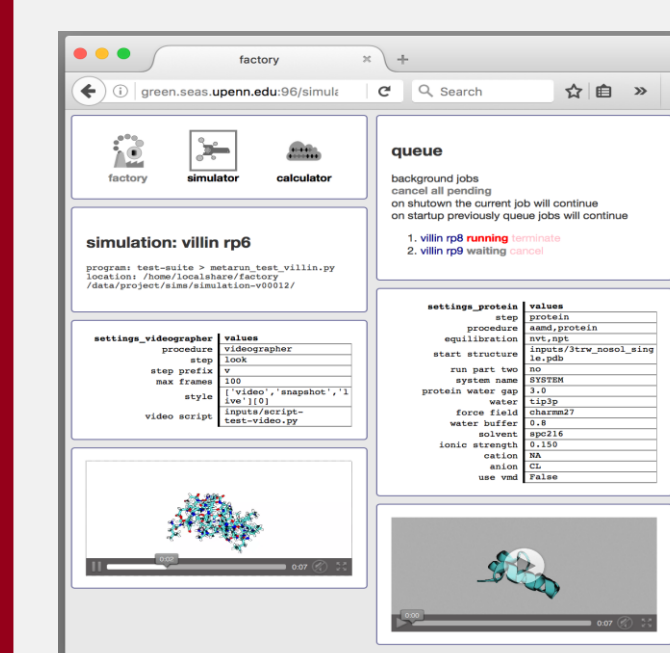 factory
green.seas.upenn.edu:96/simula
Search
factory simulator calculator
simulation: villin rp6
program: test-suite > metarun_test_villin.py
location: /home/localshare/factory
/data/project/sims/simulation-v00012/
settings_videographer values
procedure videographer
step look
step prefix v
max frames 100
style ['video','snapshot','l
ive'][0]
video script inputs/script-
test-video.py
0:02
0:07
queue
background jobs
cancel all pending
on shutown the current job will continue
on startup previously queue jobs will continue
1. villin rp8 running terminate
2. villin rp9 waiting cancel
settings_protein values
step protein
procedure aamd,protein
equilibration nvt,npt
start structure inputs/3trw_nosol_sing
le.pdb
run part two no
system name SYSTEM
protein water gap 3.0
water tip3p
force field charmm27
water buffer 0.8
solvent spc216
ionic strength 0.150
cation NA
anion CL
use vmd False
0:00
0:07